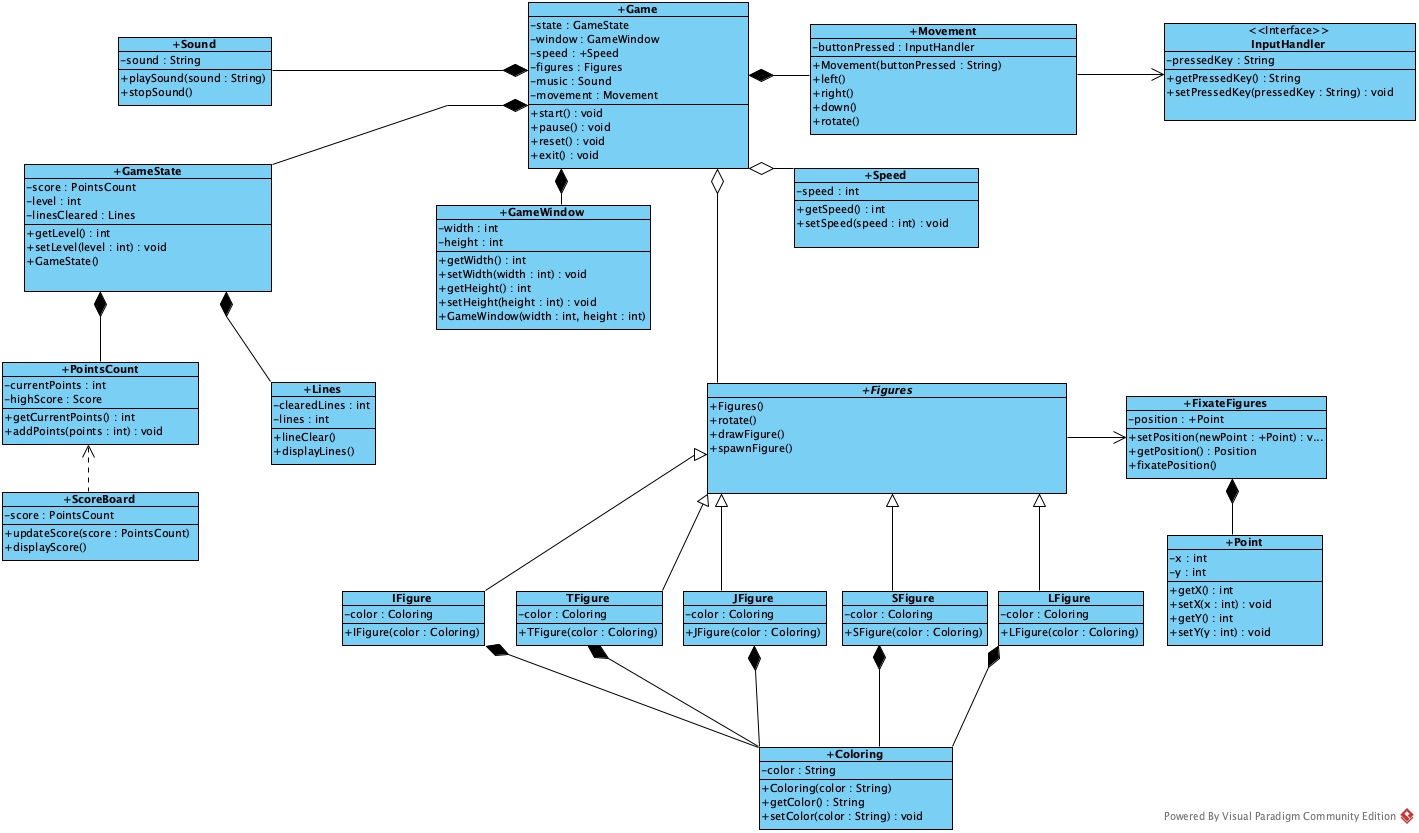 +Game
-state : GameState
-window : GameWindow
-speed : +Speed
-figures : Figures
-music : Sound
-movement : Movement
+start() : void
+pause() : void
+reset() : void
+exit() : void
+Sound
-sound : String
+playSound(sound : String)
+stopSound()
+Movement
-buttonPressed : InputHandler
+Movement(buttonPressed : String)
+left()
+right()
+down()
+rotate()
<<Interface>>
InputHandler
-pressedKey : String
+getPressedKey() : String
+setPressedKey(pressedKey : String) : void
+GameState
-score : PointsCount
-level : int
-linesCleared : Lines
+getLevel() : int
+setLevel(level : int) : void
+GameState()
+GameWindow
-width : int
-height : int
+getWidth() : int
+setWidth(width : int) : void
+getHeight() : int
+setHeight(height : int) : void
+GameWindow(width : int, height : int)
+Speed
-speed : int
+getSpeed() : int
+setSpeed(speed : int) : void
+PointsCount
-currentPoints : int
-highScore : Score
+getCurrentPoints() : int
+addPoints(points : int) : void
+Lines
-clearedLines : int
-lines : int
+lineClear()
+displayLines()
+Figures
+Figures()
+rotate()
+drawFigure()
+spawnFigure()
+FixateFigures
-position : +Point
+setPosition(newPoint : +Point) : v...
+getPosition() : Position
+fixatePosition()
+ScoreBoard
-score : PointsCount
+updateScore(score : PointsCount)
+displayScore()
+Point
-x : int
-y : int
+getX() : int
+setX(x : int) : void
+getY() : int
+setY(y : int) : void
IFigure
-color : Coloring
+IFigure(color : Coloring)
TFigure
-color : Coloring
+TFigure(color : Coloring)
JFigure
-color : Coloring
+JFigure(color : Coloring)
SFigure
-color : Coloring
+SFigure(color : Coloring)
LFigure
-color : Coloring
+LFigure(color : Coloring)
+Coloring
-color : String
+Coloring(color : String)
+getColor() : String
+setColor(color : String) : void
Powered By Visual Paradigm Community Edition